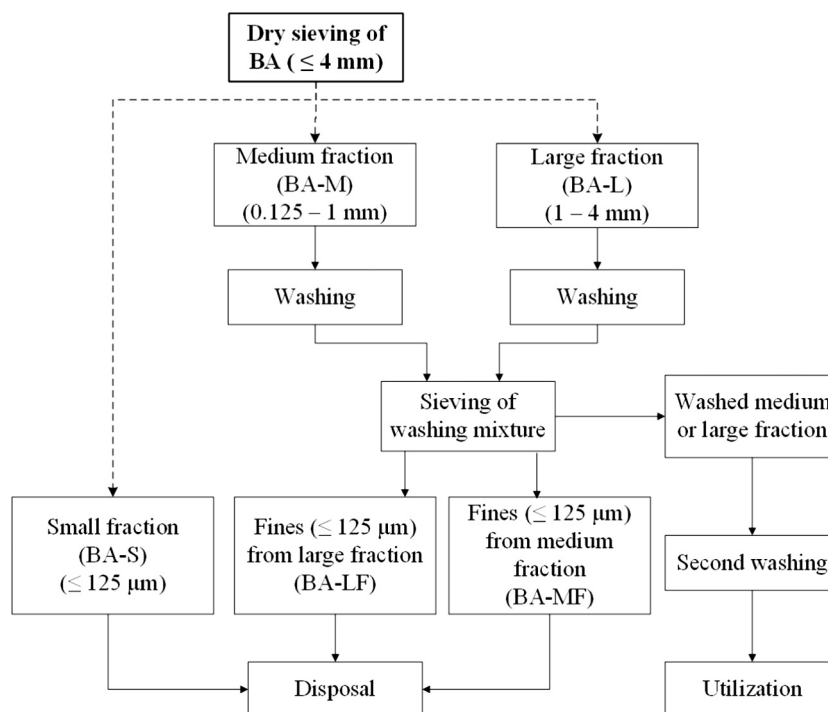 Dry sieving of
BA ( ≤ 4 mm)
Medium fraction
(BA-M)
(0.125 – 1 mm)
Large fraction
(BA-L)
(1 – 4 mm)
Washing
Washing
Sieving of
washing mixture
Washed medium
or large fraction
Small fraction
(BA-S)
(≤ 125 μm)
Fines (≤ 125 μm)
from large fraction
(BA-LF)
Fines (≤ 125 μm)
from medium
fraction
(BA-MF)
Second washing
Disposal
Utilization